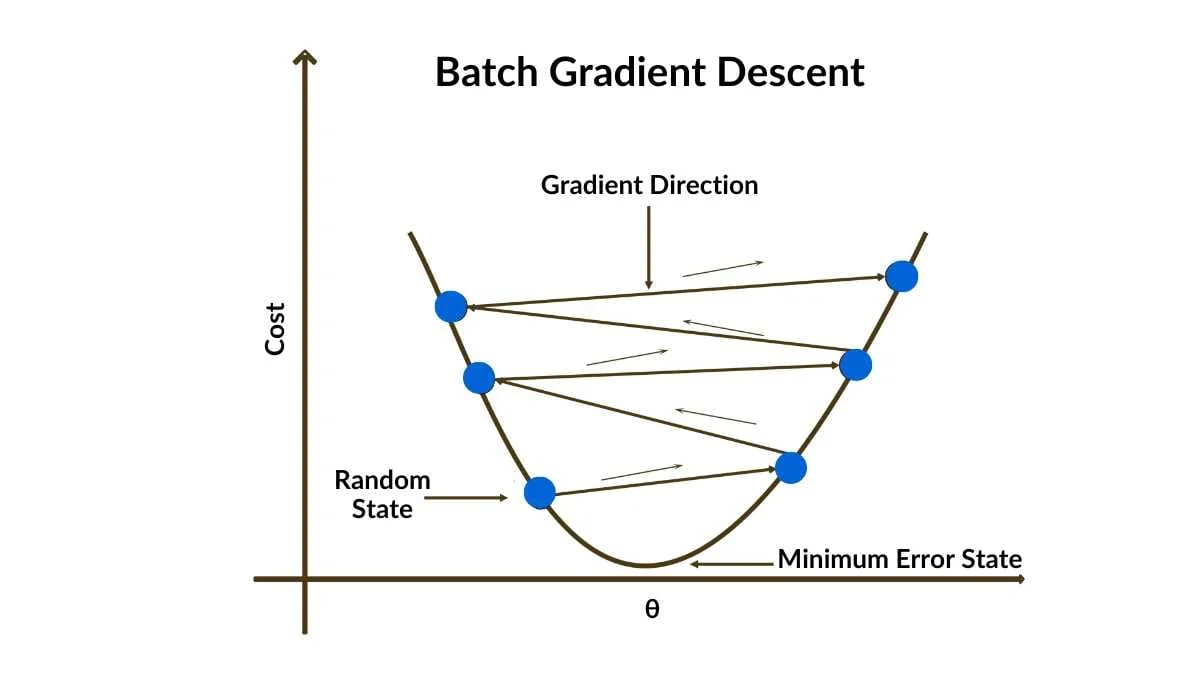 Batch Gradient Descent
Gradient Direction
Cost
Random
State
Minimum Error State
θ